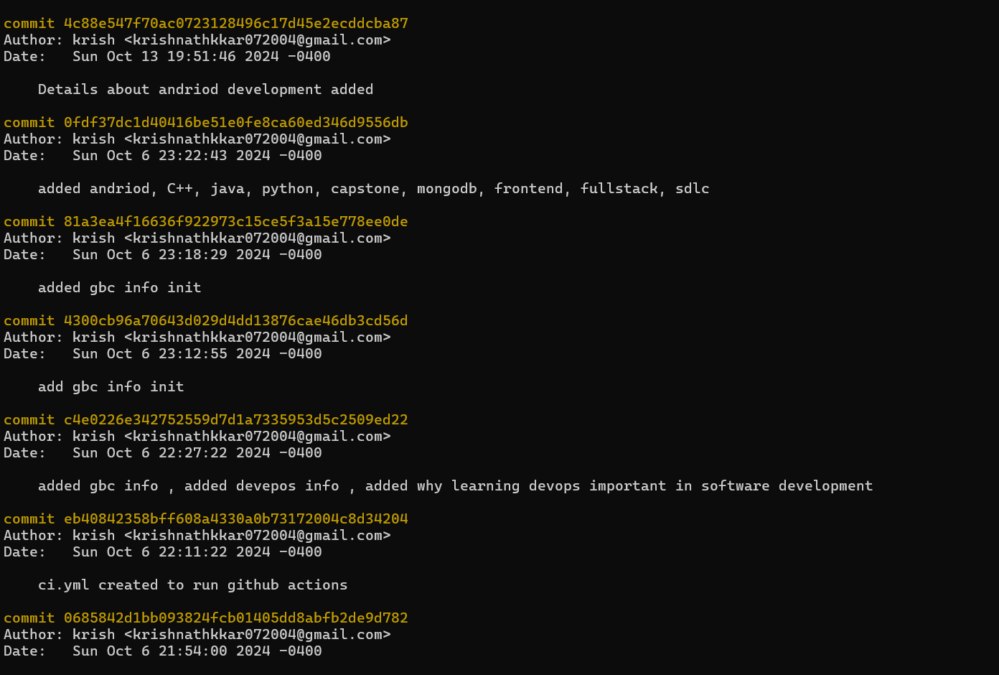 commit 4c88e547f70ac0723128496c17d45e2ecddcba87
Author: krish <krishnathkkar072004@gmail.com>
Date:   Sun Oct 13 19:51:46 2024 -0400
Details about andriod development added
commit 0fdf37dc1d40416be51e0fe8ca60ed346d9556db
Author: krish <krishnathkkar072004@gmail.com>
Date:   Sun Oct 6 23:22:43 2024 -0400
added andriod, C++, java, python, capstone, mongodb, frontend, fullstack, sdlc
commit 81a3ea4f16636f922973c15ce5f3a15e778ee0de
Author: krish <krishnathkkar072004@gmail.com>
Date:   Sun Oct 6 23:18:29 2024 -0400
added gbc info init
commit 4300cb96a70643d029d4dd13876cae46db3cd56d
Author: krish <krishnathkkar072004@gmail.com>
Date:   Sun Oct 6 23:12:55 2024 -0400
add gbc info init
commit c4e0226e342752559d7d1a7335953d5c2509ed22
Author: krish <krishnathkkar072004@gmail.com>
Date:   Sun Oct 6 22:27:22 2024 -0400
added gbc info , added devepos info , added why learning devops important in software development
commit eb40842358bff608a4330a0b73172004c8d34204
Author: krish <krishnathkkar072004@gmail.com>
Date:   Sun Oct 6 22:11:22 2024 -0400
ci.yml created to run github actions
commit 0685842d1bb093824fcb01405dd8abfb2de9d782
Author: krish <krishnathkkar072004@gmail.com>
Date:   Sun Oct 6 21:54:00 2024 -0400